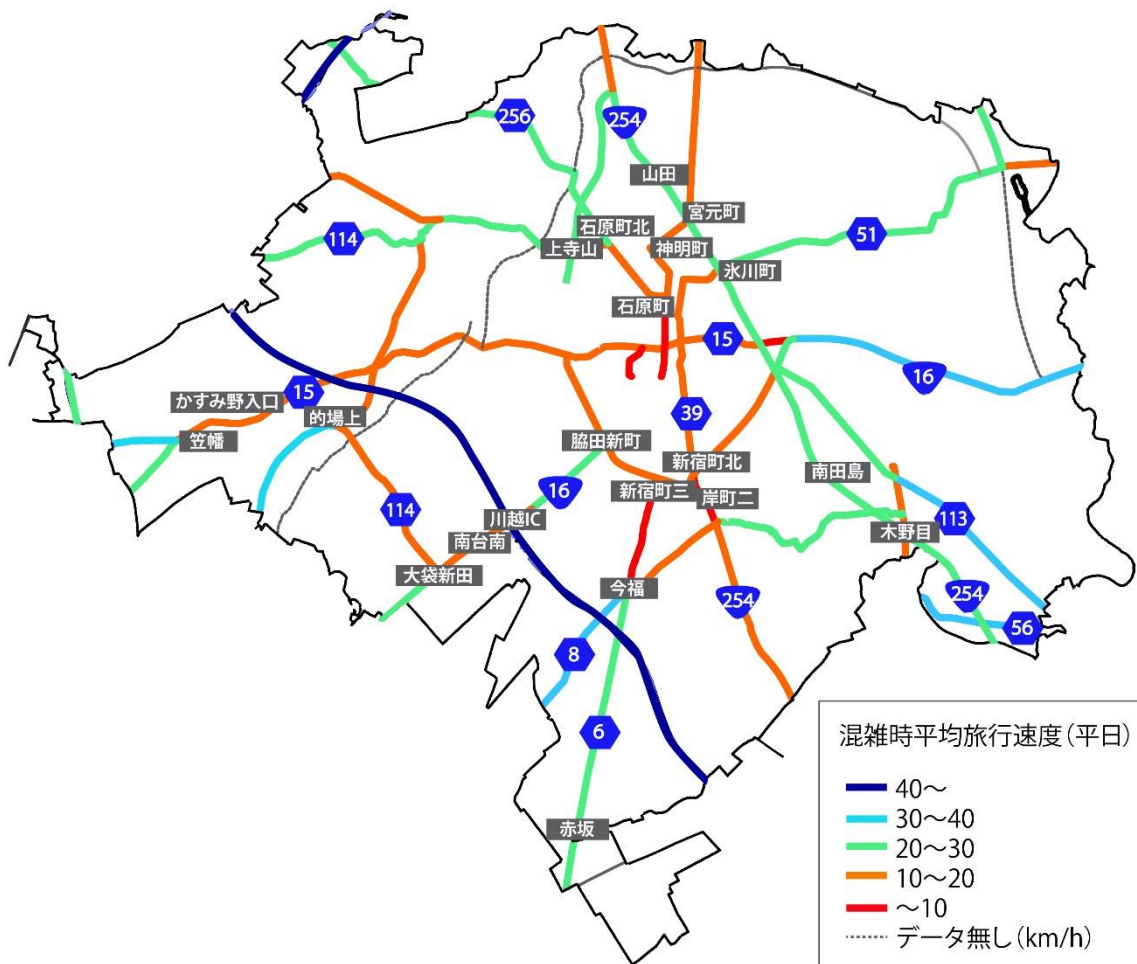 256
254
山田
宮元町
石原町北
神明町
上寺山
114
51
氷川町
石原町
15
16
かすみ野入口
15
的場上
笠幡
39
脇田新町
新宿町北
南田島
16
新宿町三
岸町二
114
川越IC
113
木野目
南台南
大袋新田
今福
254
254
56
8
6
赤坂
混雑時平均旅行速度(平日)
40～
30～40
20～30
10～20
～10
データ無し(km/h)